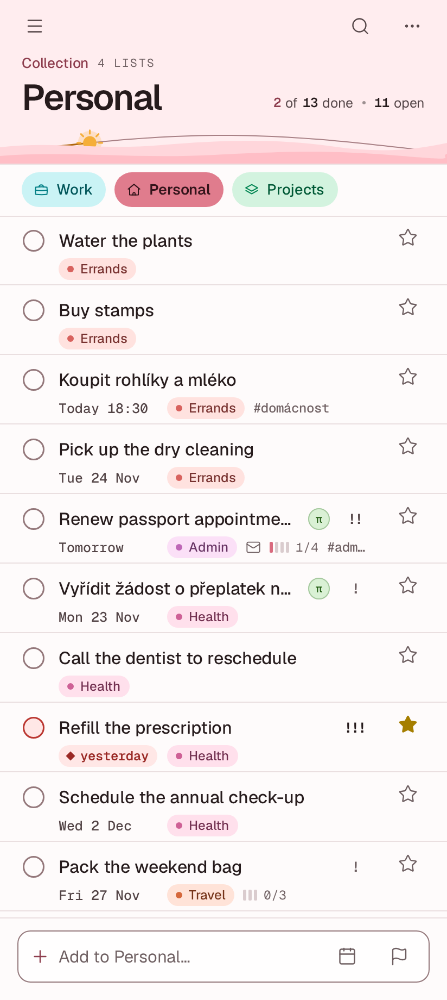 Collection 4 LISTS
Personal
2 of 13 done • 11 open
Work Personal Projects
Water the plants
Errands
Buy stamps
Errands
Koupit rohlíky a mléko
Today 18:30 Errands #domácnost
Pick up the dry cleaning
Tue 24 Nov Errands
Renew passport appointme… π !!
Tomorrow Admin 1/4 #adm…
Vyřídit žádost o přeplatek n… π !
Mon 23 Nov Health
Call the dentist to reschedule
Health
Refill the prescription !!!
yesterday Health
Schedule the annual check-up
Wed 2 Dec Health
Pack the weekend bag !
Fri 27 Nov Travel 0/3
Add to Personal…